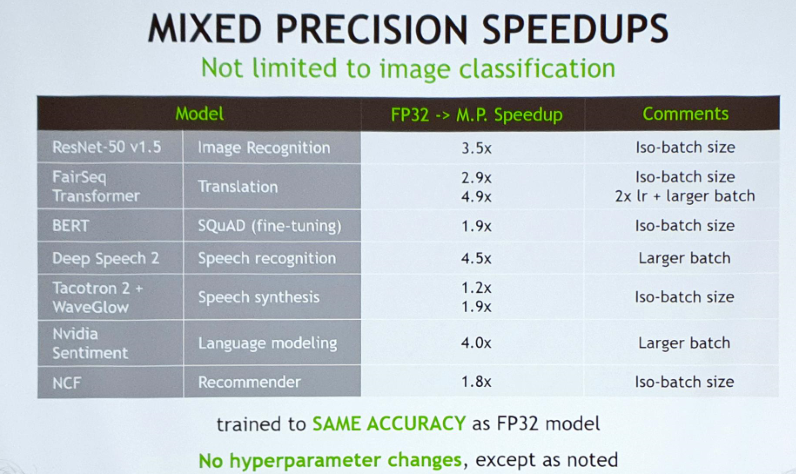 MIXED PRECISION SPEEDUPS
Not limited to image classification
Model FP32 -> M.P. Speedup Comments
ResNet-50 v1.5 Image Recognition 3.5x Iso-batch size
FairSeq Transformer Translation 2.9x Iso-batch size
4.9x 2x lr + larger batch
BERT SQuAD (fine-tuning) 1.9x Iso-batch size
Deep Speech 2 Speech recognition 4.5x Larger batch
Tacotron 2 + WaveGlow Speech synthesis 1.2x Iso-batch size
1.9x
Nvidia Sentiment Language modeling 4.0x Larger batch
NCF Recommender 1.8x Iso-batch size
trained to SAME ACCURACY as FP32 model
No hyperparameter changes, except as noted